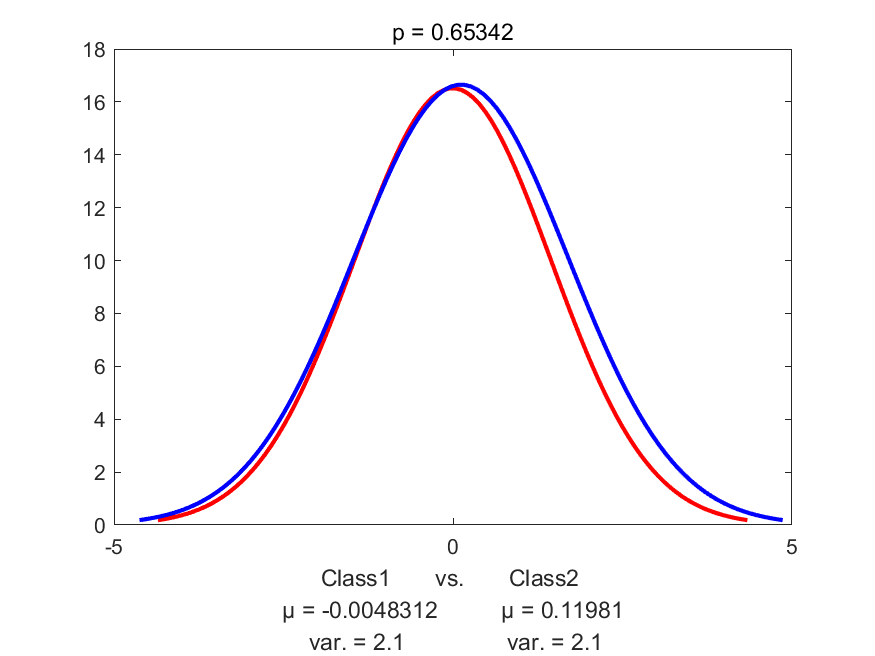 p = 0.65342
18
16
14
12
10
8
6
4
2
0
-5 0 5
Class1 vs. Class2
μ = -0.0048312 μ = 0.11981
var. = 2.1 var. = 2.1